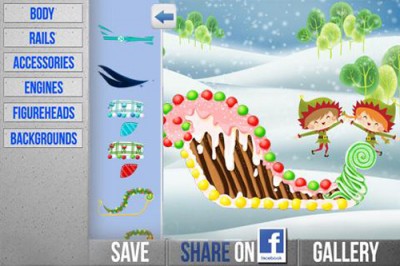 BODY
RAILS
ACCESSORIES
ENGINES
FIGUREHEADS
BACKGROUNDS
SAVE
SHARE ON
f
facebook
GALLERY